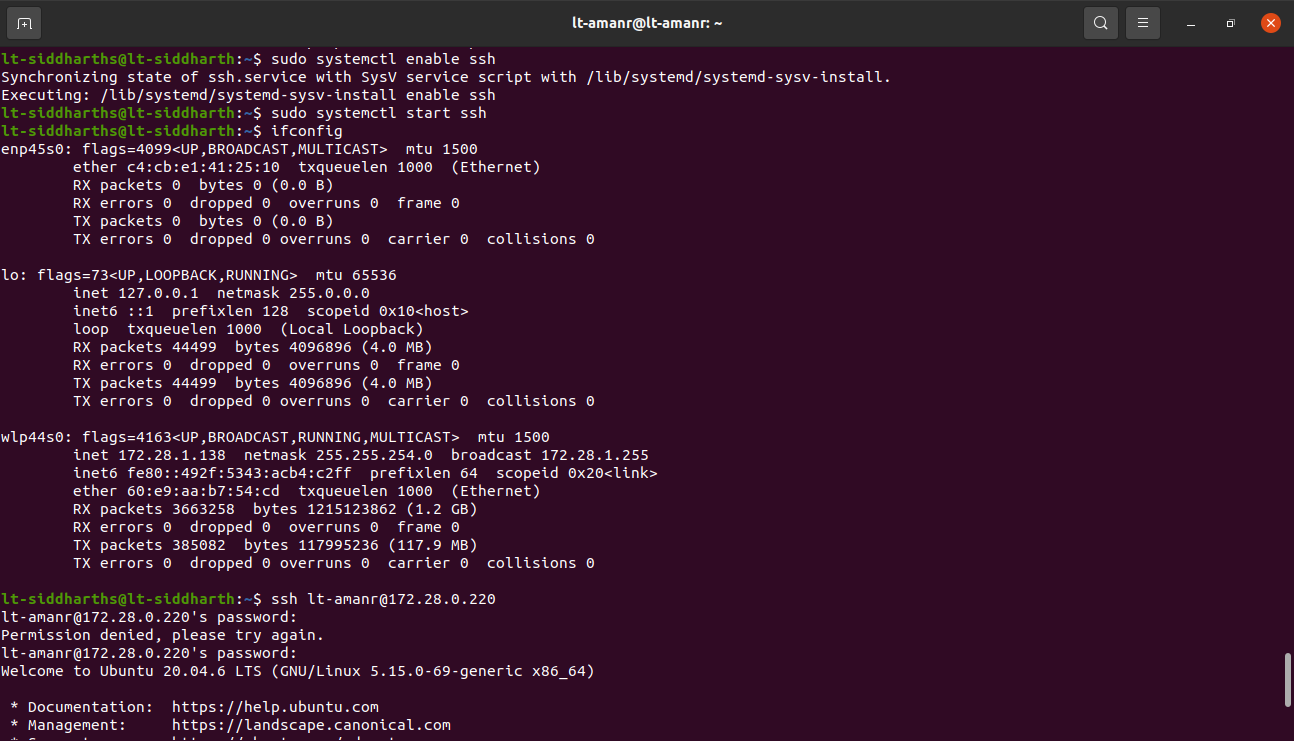 lt-amanr@lt-amanr: ~
lt-siddharths@lt-siddharth:~$ sudo systemctl enable ssh
Synchronizing state of ssh.service with SysV service script with /lib/systemd/systemd-sysv-install.
Executing: /lib/systemd/systemd-sysv-install enable ssh
lt-siddharths@lt-siddharth:~$ sudo systemctl start ssh
lt-siddharths@lt-siddharth:~$ ifconfig
enp45s0: flags=4099<UP,BROADCAST,MULTICAST>  mtu 1500
        ether c4:cb:e1:41:25:10  txqueuelen 1000  (Ethernet)
        RX packets 0  bytes 0 (0.0 B)
        RX errors 0  dropped 0  overruns 0  frame 0
        TX packets 0  bytes 0 (0.0 B)
        TX errors 0  dropped 0 overruns 0  carrier 0  collisions 0
lo: flags=73<UP,LOOPBACK,RUNNING>  mtu 65536
        inet 127.0.0.1  netmask 255.0.0.0
        inet6 ::1  prefixlen 128  scopeid 0x10<host>
        loop  txqueuelen 1000  (Local Loopback)
        RX packets 44499  bytes 4096896 (4.0 MB)
        RX errors 0  dropped 0  overruns 0  frame 0
        TX packets 44499  bytes 4096896 (4.0 MB)
        TX errors 0  dropped 0 overruns 0  carrier 0  collisions 0
wlp44s0: flags=4163<UP,BROADCAST,RUNNING,MULTICAST>  mtu 1500
        inet 172.28.1.138  netmask 255.255.254.0  broadcast 172.28.1.255
        inet6 fe80::492f:5343:acb4:c2ff  prefixlen 64  scopeid 0x20<link>
        ether 60:e9:aa:b7:54:cd  txqueuelen 1000  (Ethernet)
        RX packets 3663258  bytes 1215123862 (1.2 GB)
        RX errors 0  dropped 0  overruns 0  frame 0
        TX packets 385082  bytes 117995236 (117.9 MB)
        TX errors 0  dropped 0 overruns 0  carrier 0  collisions 0
lt-siddharths@lt-siddharth:~$ ssh lt-amanr@172.28.0.220
lt-amanr@172.28.0.220's password:
Permission denied, please try again.
lt-amanr@172.28.0.220's password:
Welcome to Ubuntu 20.04.6 LTS (GNU/Linux 5.15.0-69-generic x86_64)
 * Documentation:  https://help.ubuntu.com
 * Management:     https://landscape.canonical.com